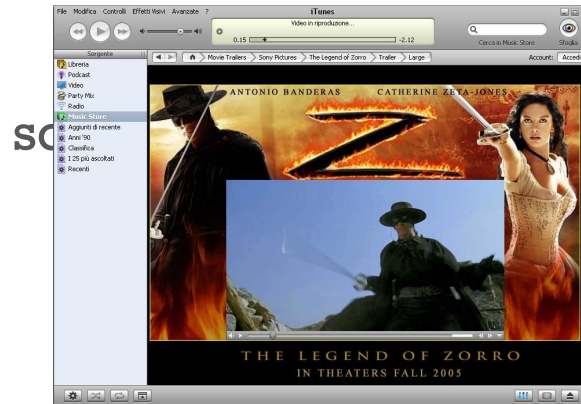 File Modifica Controlli Effetti Visivi Avanzate ?
iTunes
Video in riproduzione...
0.15
-2.12
Cerca in Music Store
Sfoglia
Sorgente
Movie Trailers
Sony Pictures
The Legend of Zorro
Trailer
Large
Account:
Accedi
Libreria
Podcast
Video
Party Mix
Radio
Music Store
Aggiunti di recente
Anni '90
Classifica
I 25 più ascoltati
Recenti
ANTONIO BANDERAS
CATHERINE ZETA-JONES
Z
THE LEGEND OF ZORRO
IN THEATERS FALL 2005